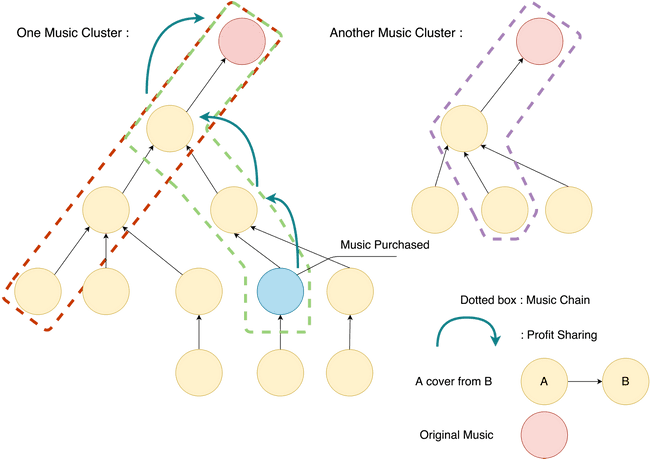 One Music Cluster :
Another Music Cluster :
Music Purchased
Dotted box : Music Chain
: Profit Sharing
A cover from B
A
B
Original Music